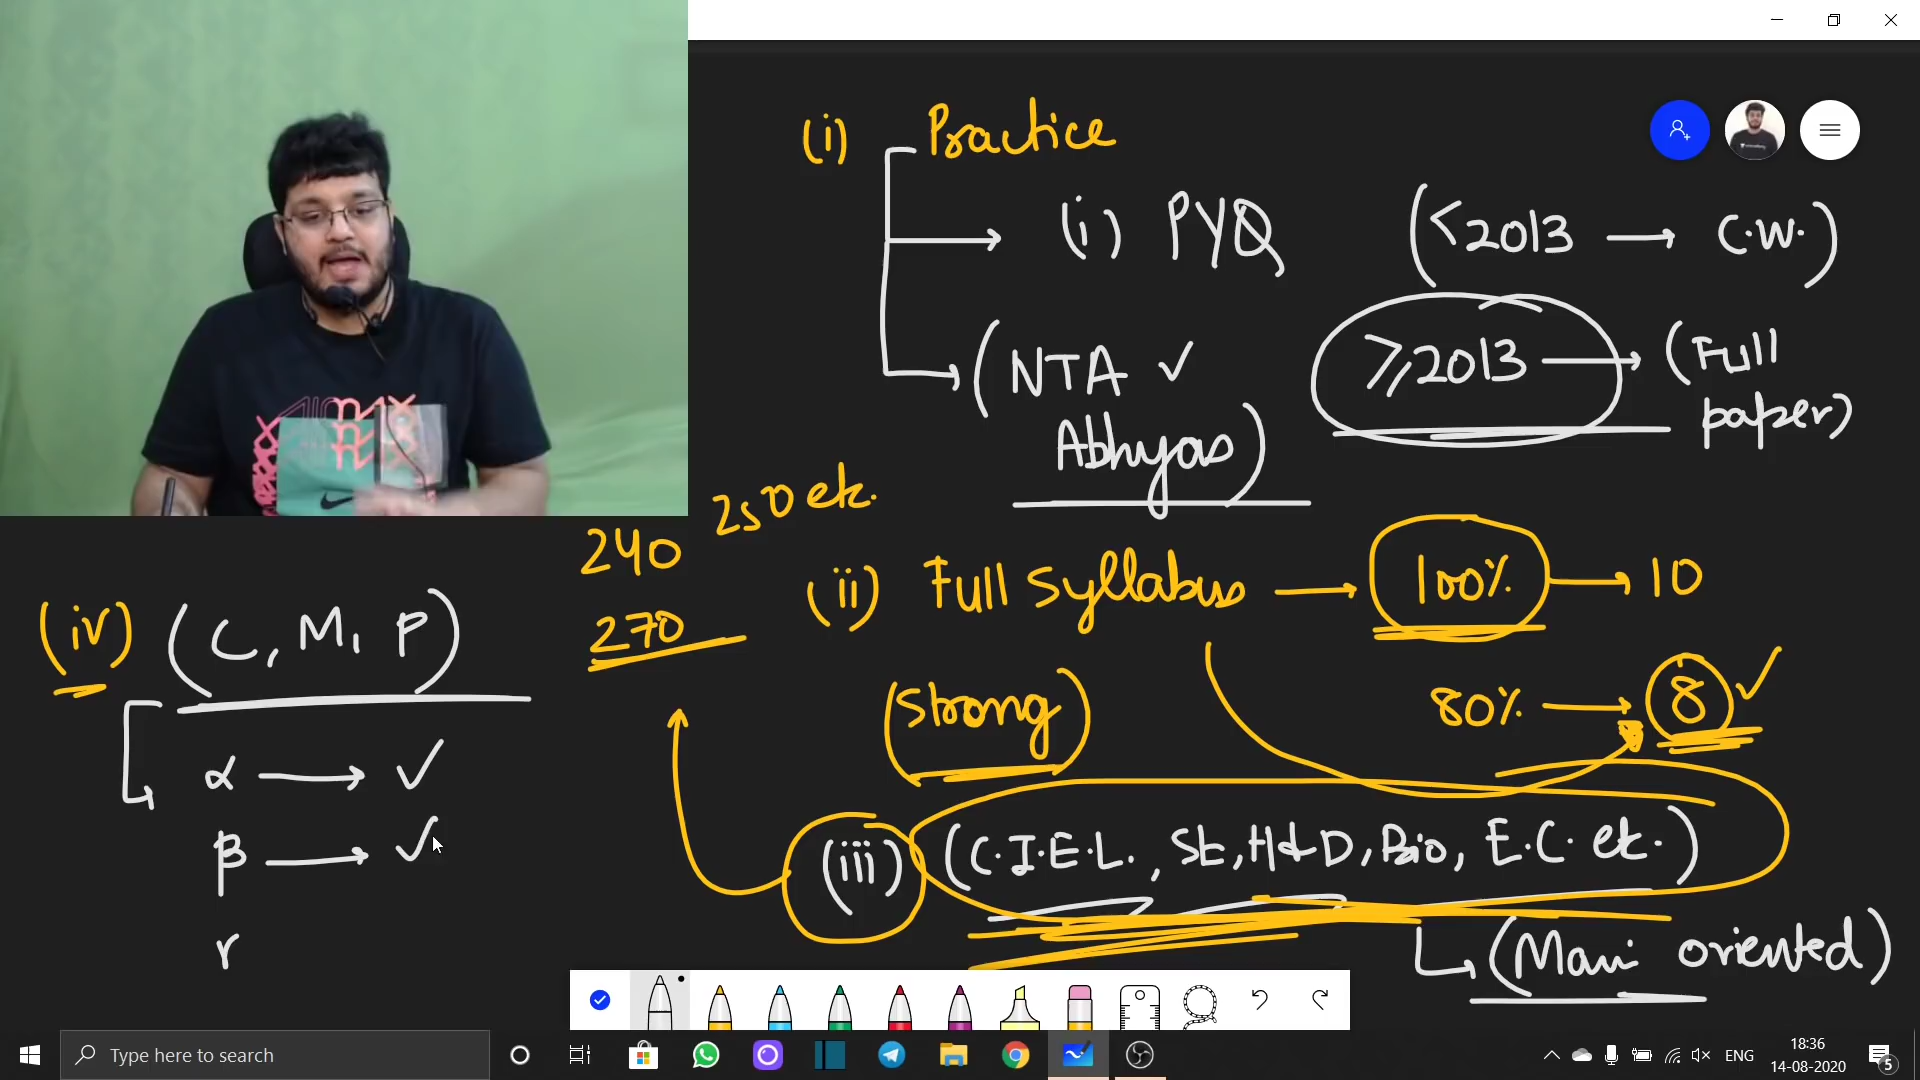 (i) Practice
(i) PYQ (<2013 → C.W.)
(NTA ✓ Abhyas)
≥2013 → (Full paper)
250 etc.
240
270
(ii) Full Syllabus → 100% → 10
80% → 8 ✓
(Strong)
(iii) (C.I.E.L., St, H&D, Bio, E.C. etc.)
(Main oriented)
(iv) (C, M, P)
α → ✓
β → ✓
r
Type here to search
ENG
18:36
14-08-2020
5